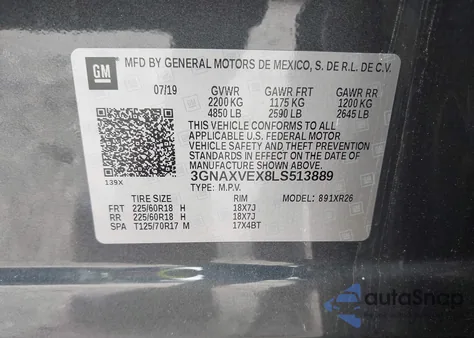 GM
MFD BY GENERAL MOTORS DE MEXICO, S. DE R.L. DE C.V.
07/19 GVWR GAWR FRT GAWR RR
2200 KG 1175 KG 1200 KG
4850 LB 2590 LB 2645 LB
THIS VEHICLE CONFORMS TO ALL
APPLICABLE U.S. FEDERAL MOTOR
VEHICLE SAFETY AND THEFT PREVENTION
STANDARDS IN EFFECT ON THE DATE OF
MANUFACTURE SHOWN ABOVE.
139X
3GNAXVEX8LS513889
TYPE: M.P.V. MODEL: 891XR26
TIRE SIZE RIM
FRT 225/60R18 H 18X7J
RR 225/60R18 H 18X7J
SPA T125/70R17 M 17X4BT
autoSnap